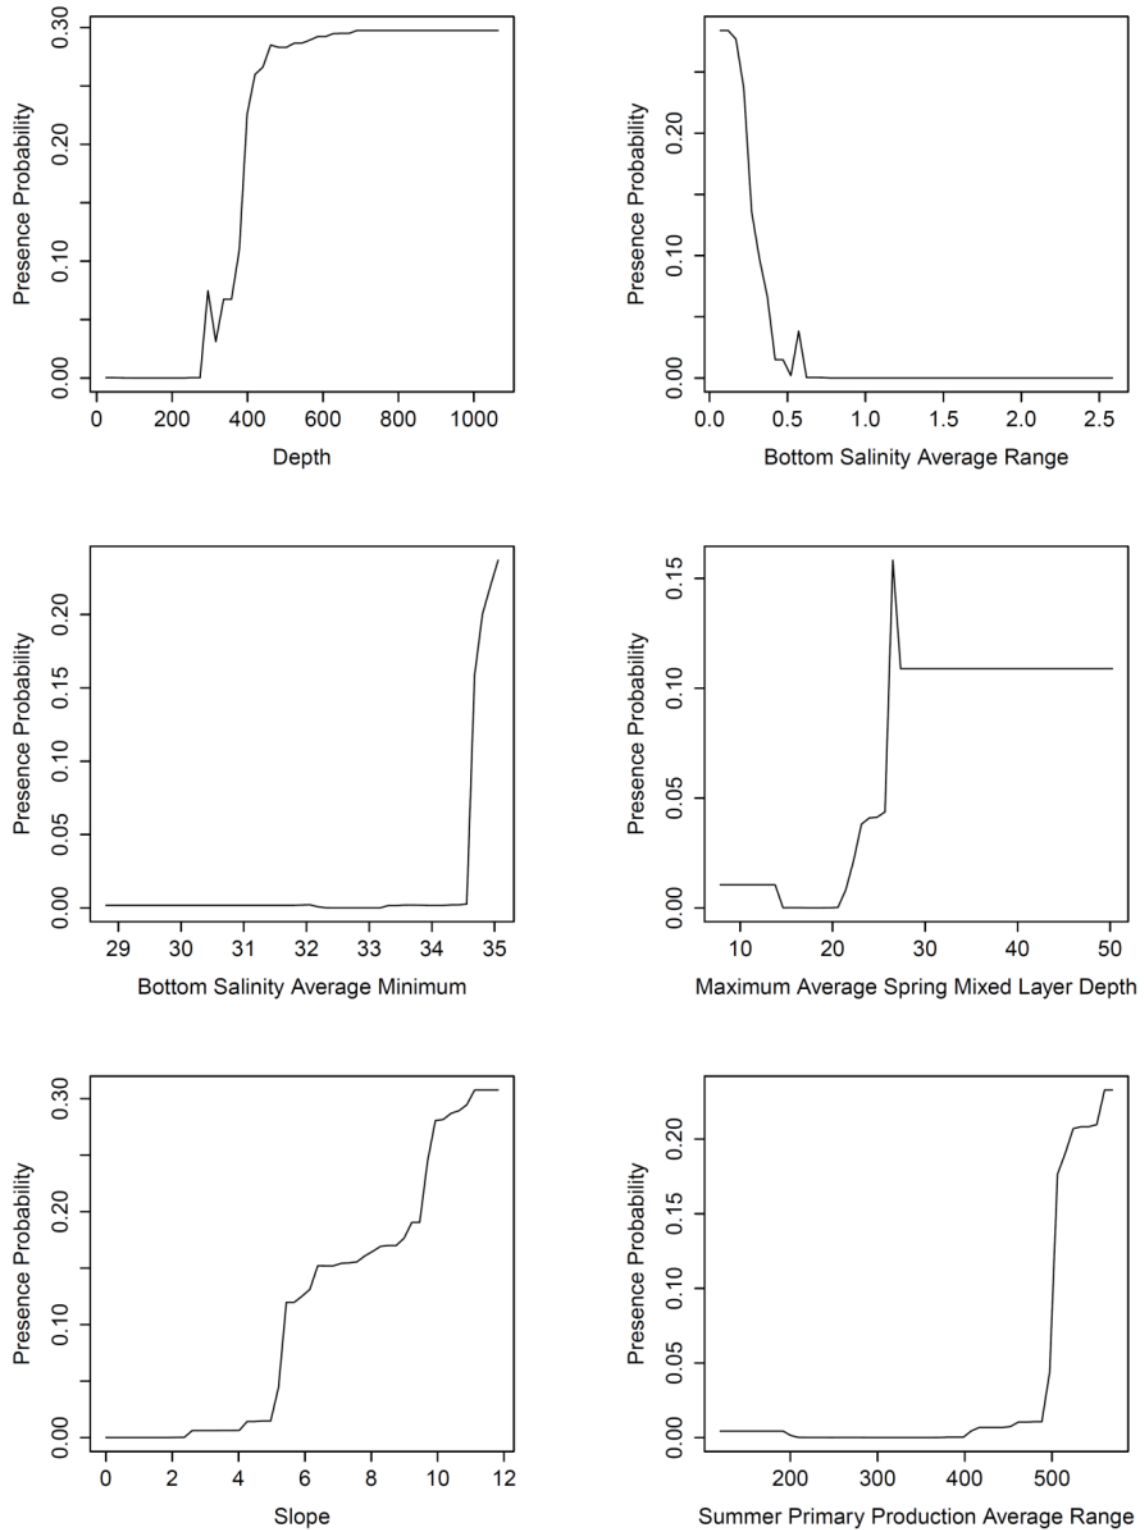 Presence Probability
0.00 0.10 0.20 0.30
0 200 400 600 800 1000
Depth
Presence Probability
0.00 0.10 0.20
0.0 0.5 1.0 1.5 2.0 2.5
Bottom Salinity Average Range
Presence Probability
0.00 0.05 0.10 0.15 0.20
29 30 31 32 33 34 35
Bottom Salinity Average Minimum
Presence Probability
0.00 0.05 0.10 0.15
10 20 30 40 50
Maximum Average Spring Mixed Layer Depth
Presence Probability
0.00 0.10 0.20 0.30
0 2 4 6 8 10 12
Slope
Presence Probability
0.00 0.05 0.10 0.15 0.20
200 300 400 500
Summer Primary Production Average Range